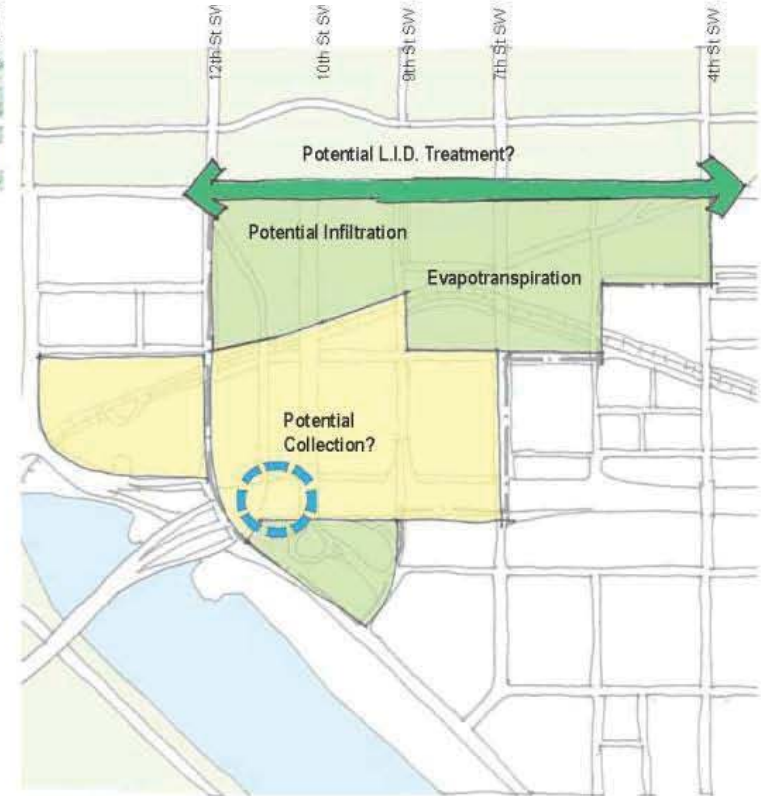 12th St SW
10th St SW
9th St SW
7th St SW
4th St SW
Potential L.I.D. Treatment?
Potential Infiltration
Evapotranspiration
Potential
Collection?